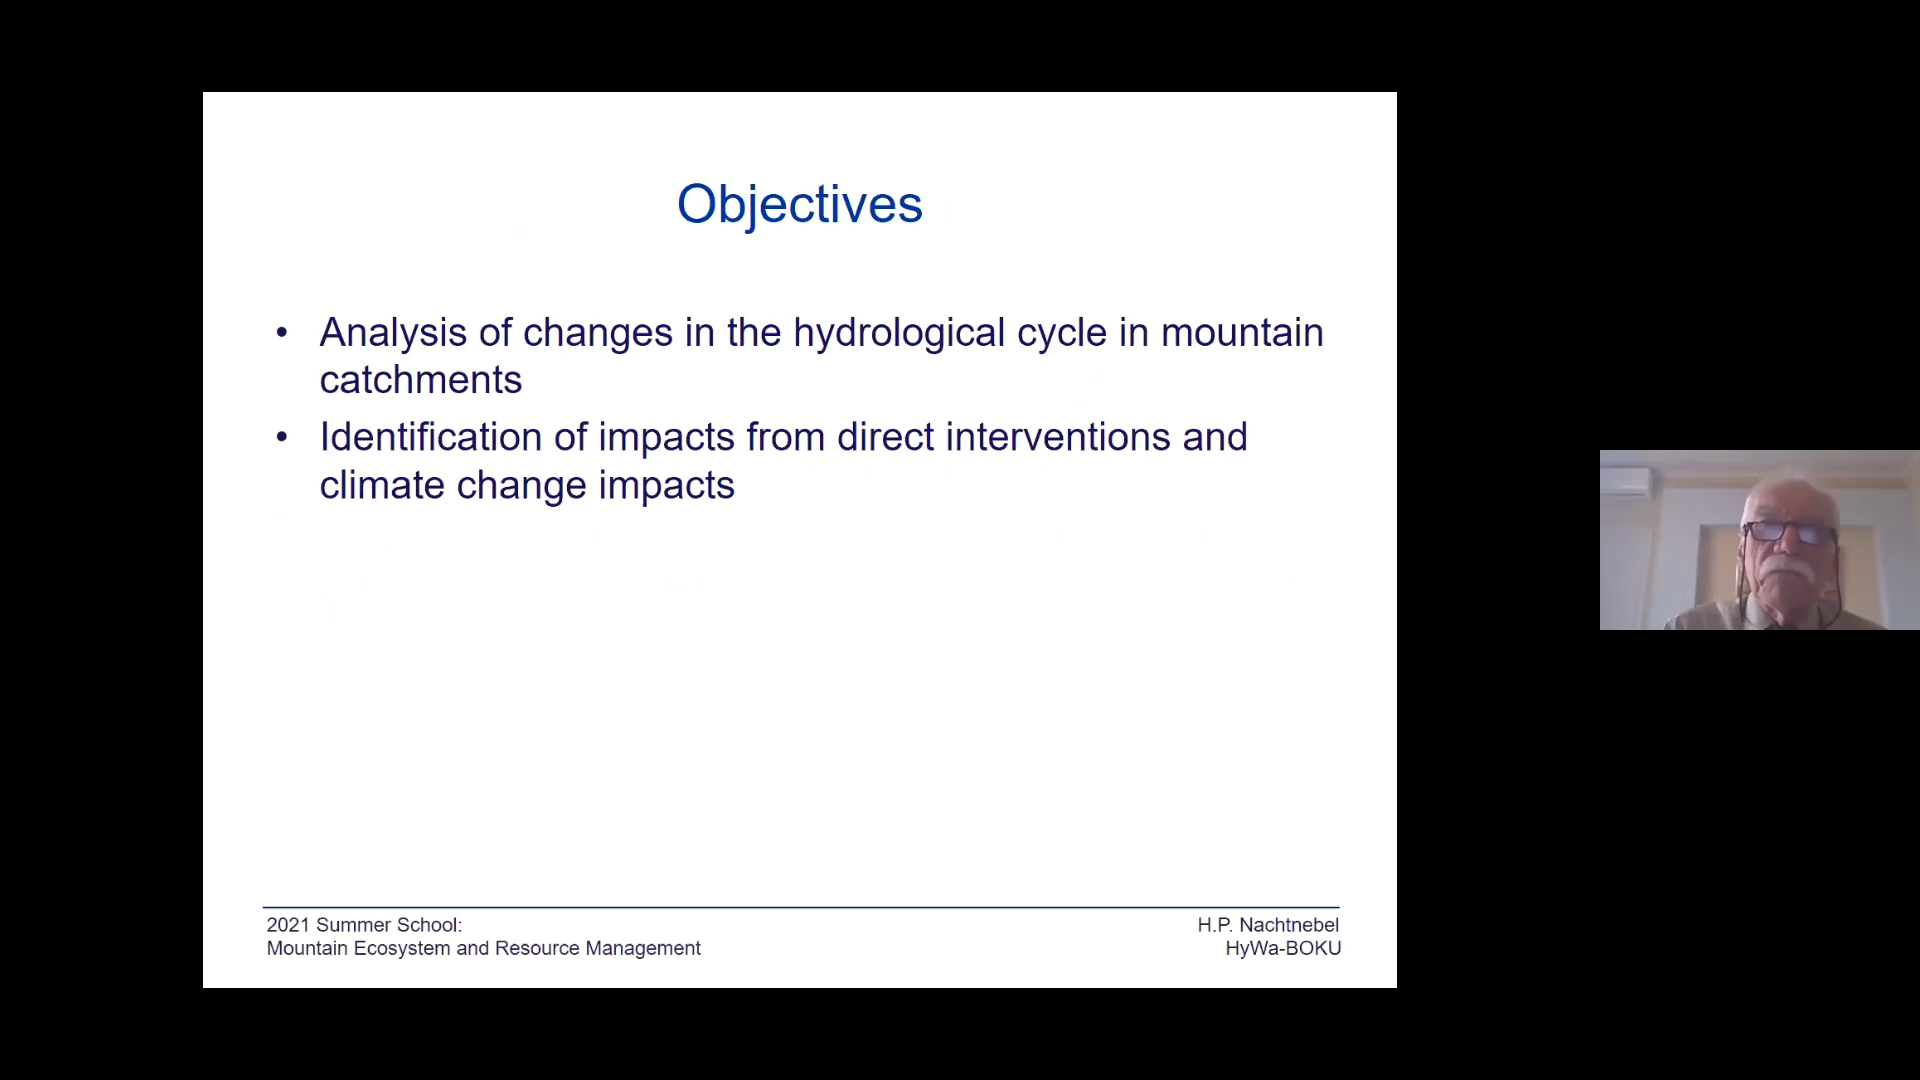 Objectives
• Analysis of changes in the hydrological cycle in mountain
catchments
• Identification of impacts from direct interventions and
climate change impacts
2021 Summer School:
Mountain Ecosystem and Resource Management
H.P. Nachtnebel
HyWa-BOKU